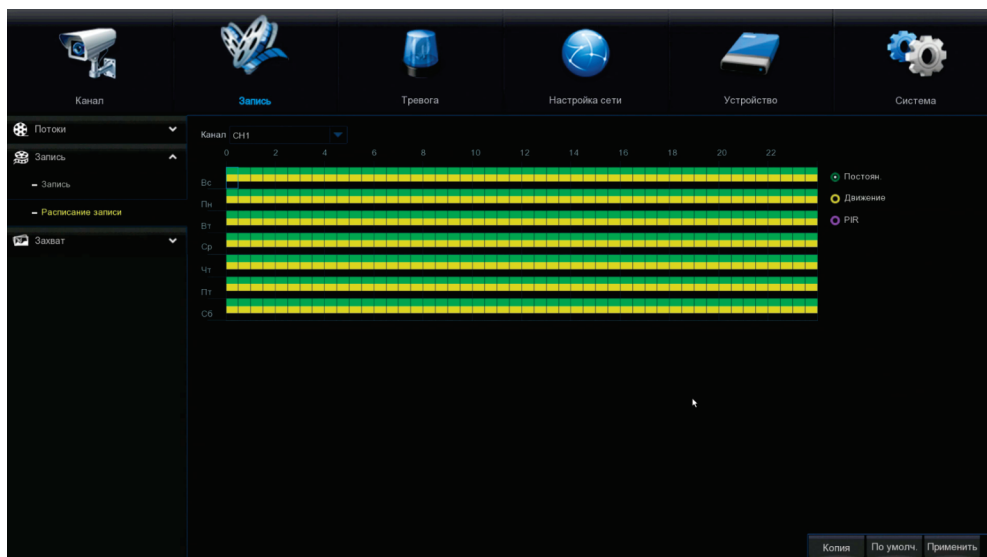 Канал Запись Тревога Настройка сети Устройство Система
Потоки
Запись
– Запись
– Расписание записи
Захват
Канал CH1
0 2 4 6 8 10 12 14 16 18 20 22
Вс
Пн
Вт
Ср
Чт
Пт
Сб
Постоян.
Движение
PIR
Копия По умолч. Применить